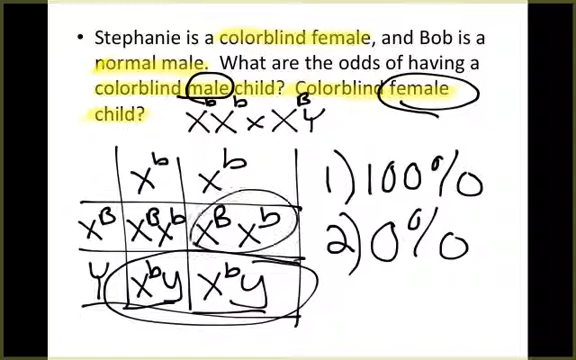 • Stephanie is a colorblind female, and Bob is a
normal male. What are the odds of having a
colorblind male child? Colorblind female
child?
XᵇXᵇ × XᴮY
Xᵇ Xᵇ
Xᴮ XᴮXᵇ XᴮXᵇ
Y XᵇY XᵇY
1) 100%
2) 0%